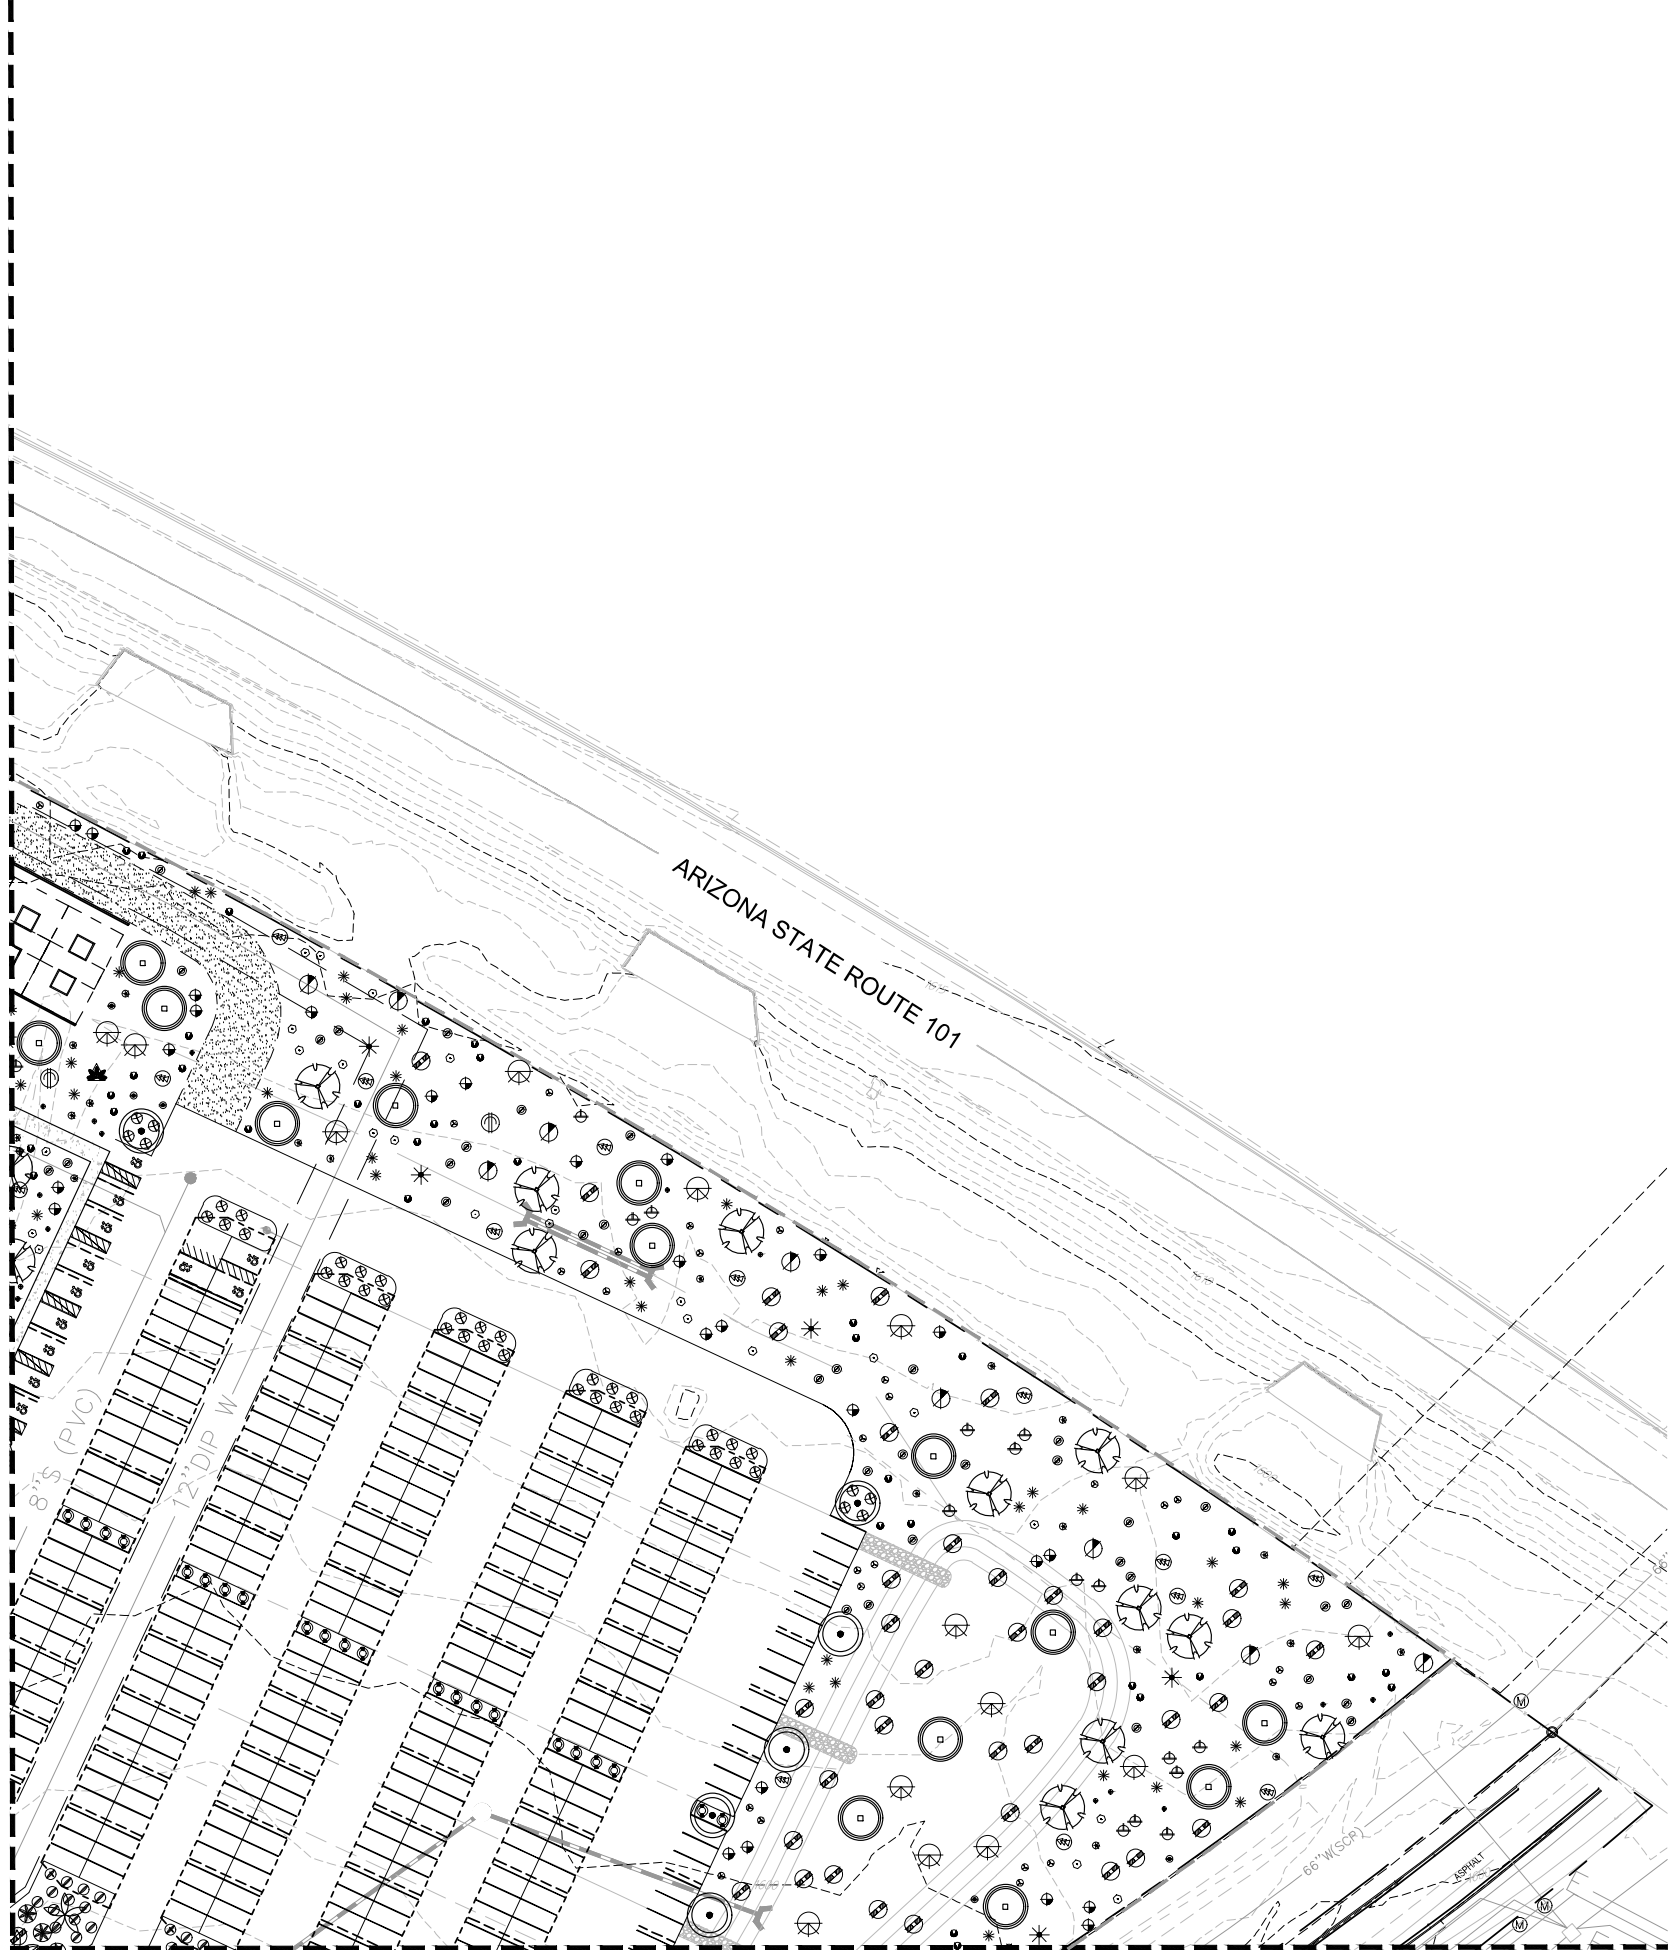 ARIZONA STATE ROUTE 101
8"S (PVC)
12"DIP W
66"W(SCP)
ASPHALT
M
M
M